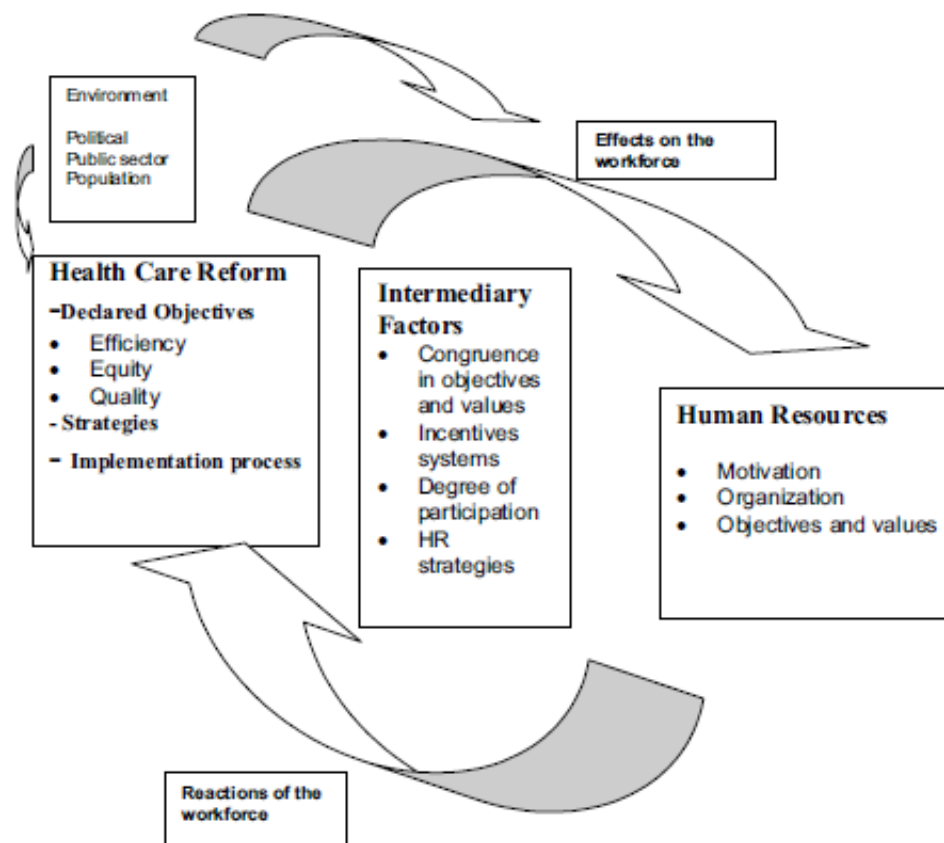 Environment
Political
Public sector
Population
Effects on the
workforce
Health Care Reform
-Declared Objectives
• Efficiency
• Equity
• Quality
- Strategies
- Implementation process
Intermediary
Factors
• Congruence
in objectives
and values
• Incentives
systems
• Degree of
participation
• HR
strategies
Human Resources
• Motivation
• Organization
• Objectives and values
Reactions of the
workforce